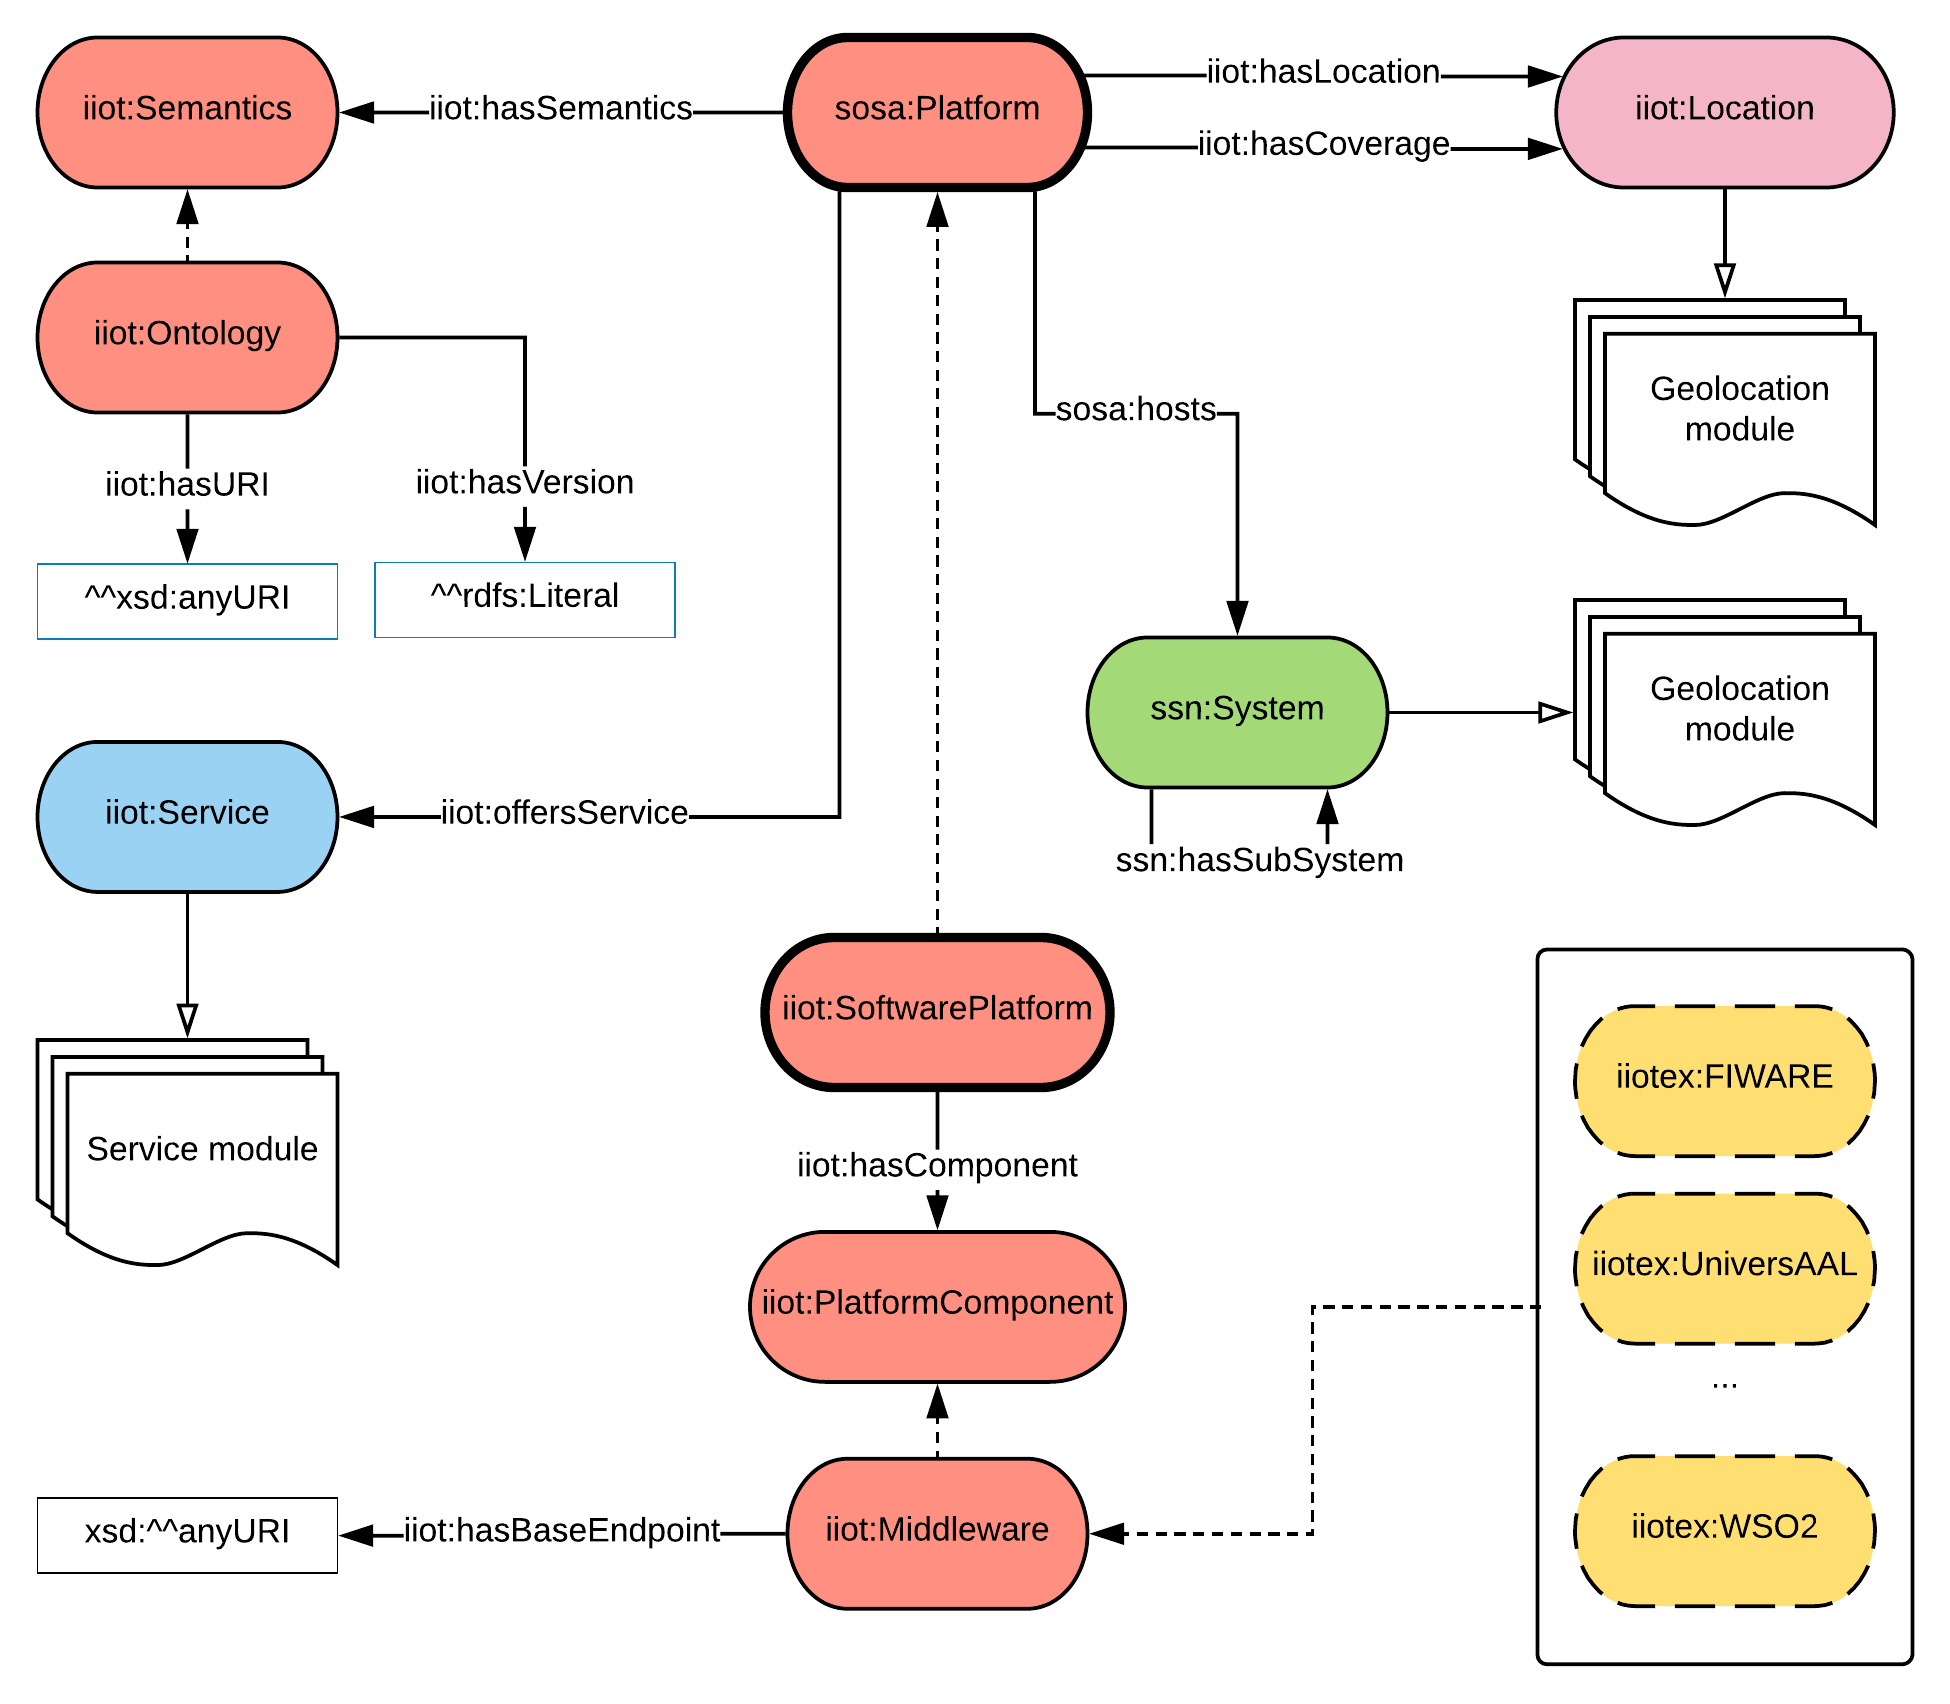 iiot:Semantics
iiot:hasSemantics
sosa:Platform
iiot:hasLocation
iiot:hasCoverage
iiot:Location
iiot:Ontology
Geolocation
module
sosa:hosts
iiot:hasURI
iiot:hasVersion
^^xsd:anyURI
^^rdfs:Literal
ssn:System
Geolocation
module
iiot:Service
iiot:offersService
ssn:hasSubSystem
iiot:SoftwarePlatform
iiotex:FIWARE
Service module
iiot:hasComponent
iiotex:UniversAAL
iiot:PlatformComponent
...
xsd:^^anyURI
iiot:hasBaseEndpoint
iiot:Middleware
iiotex:WSO2